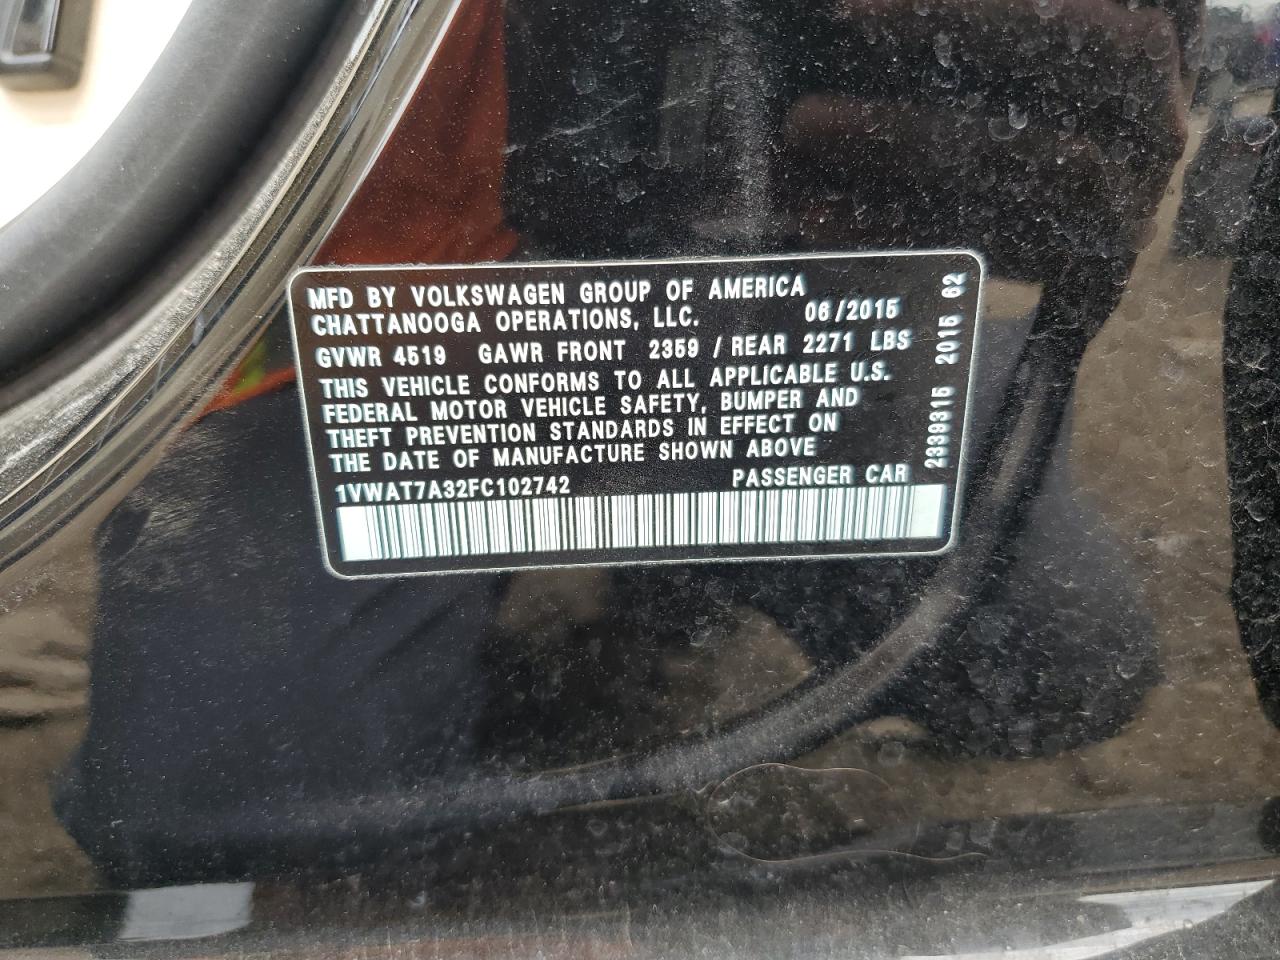 MFD BY VOLKSWAGEN GROUP OF AMERICA
CHATTANOOGA OPERATIONS, LLC. 06/2015
GVWR 4519 GAWR FRONT 2359 / REAR 2271 LBS
THIS VEHICLE CONFORMS TO ALL APPLICABLE U.S.
FEDERAL MOTOR VEHICLE SAFETY, BUMPER AND
THEFT PREVENTION STANDARDS IN EFFECT ON
THE DATE OF MANUFACTURE SHOWN ABOVE
1VWAT7A32FC102742 PASSENGER CAR
2339315 2015 62